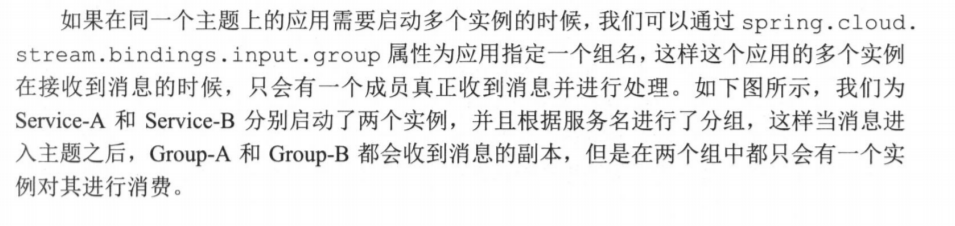 如果在同一个主题上的应用需要启动多个实例的时候，我们可以通过 spring.cloud.
stream.bindings.input.group 属性为应用指定一个组名，这样这个应用的多个实例
在接收到消息的时候，只会有一个成员真正收到消息并进行处理。如下图所示，我们为
Service-A 和 Service-B 分别启动了两个实例，并且根据服务名进行了分组，这样当消息进
入主题之后，Group-A 和 Group-B 都会收到消息的副本，但是在两个组中都只会有一个实
例对其进行消费。